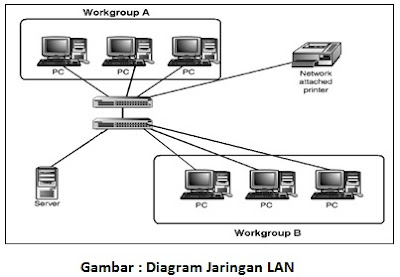 Workgroup A
PC PC PC
Network
attached
printer
Server
PC PC PC
Workgroup B
Gambar : Diagram Jaringan LAN